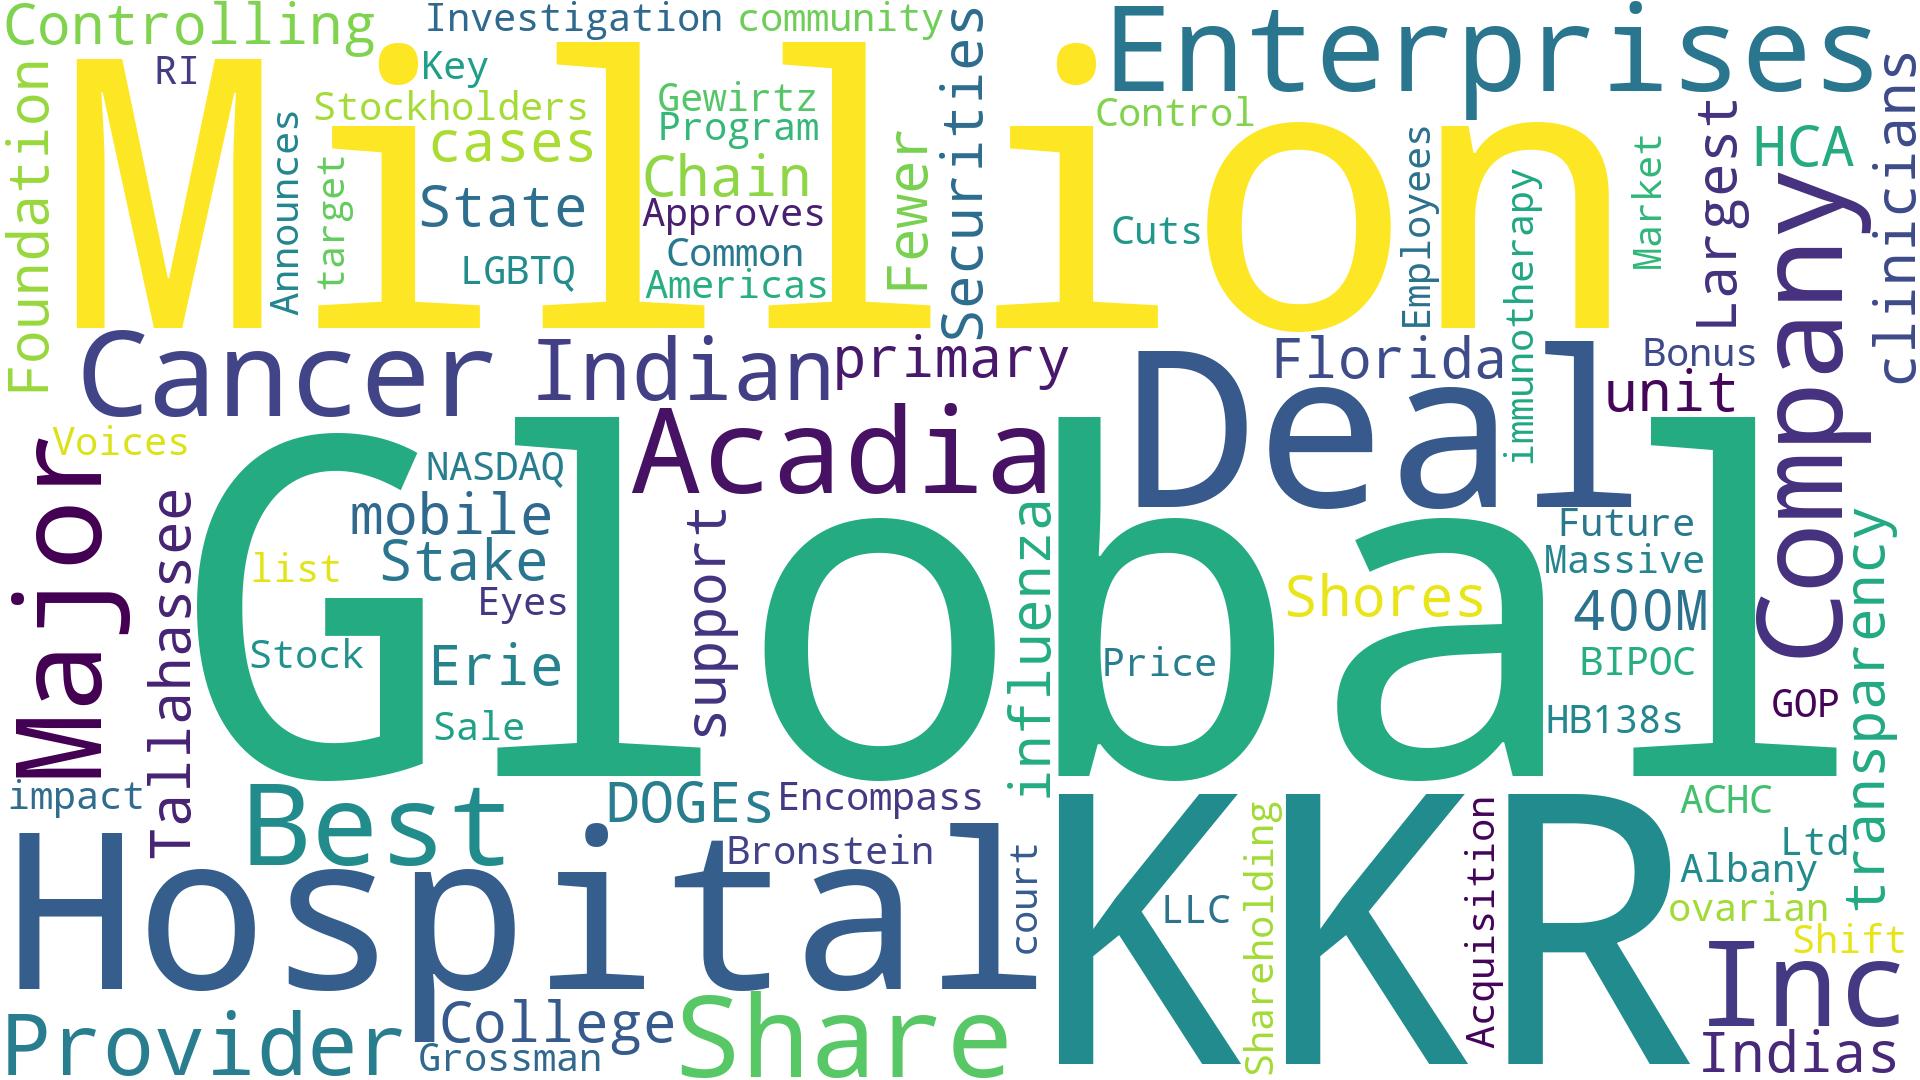 Controlling
Investigation
community
Securities
Enterprises
Million
RI
Key
Foundation
Announces
Stockholders
target
cases
Gewirtz
Program
Chain
Fewer
Control
State
Approves
Common
LGBTQ
Americas
Cuts
Employees
immunotherapy
Market
Largest
HCA
clinicians
Company
Cancer
Indian
primary
Florida
Bonus
unit
Acadia
Deal
Voices
Major
NASDAQ
Tallahassee
mobile
list
Stake
Eyes
support
influenza
Global
Shores
Future
Massive
400M
Stock
Erie
Price
BIPOC
GOP
Sale
HB138s
transparency
impact
Best
DOGEs
Encompass
ACHC
Hospital
Bronstein
court
KKR
LLC
Shareholding
Acquisition
Ltd
Albany
ovarian
Shift
Inc
Provider
College
Grossman
Share
Indias